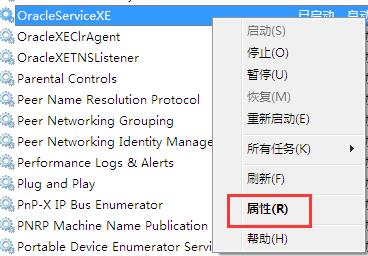 OracleServiceXE 已启动 自动
OracleXEClrAgent
OracleXETNSListener
Parental Controls
Peer Name Resolution Protocol
Peer Networking Grouping
Peer Networking Identity Manage
Performance Logs & Alerts
Plug and Play
PnP-X IP Bus Enumerator
PNRP Machine Name Publication
Portable Device Enumerator Servi
启动(S)
停止(O)
暂停(U)
恢复(M)
重新启动(E)
所有任务(K)
刷新(F)
属性(R)
帮助(H)